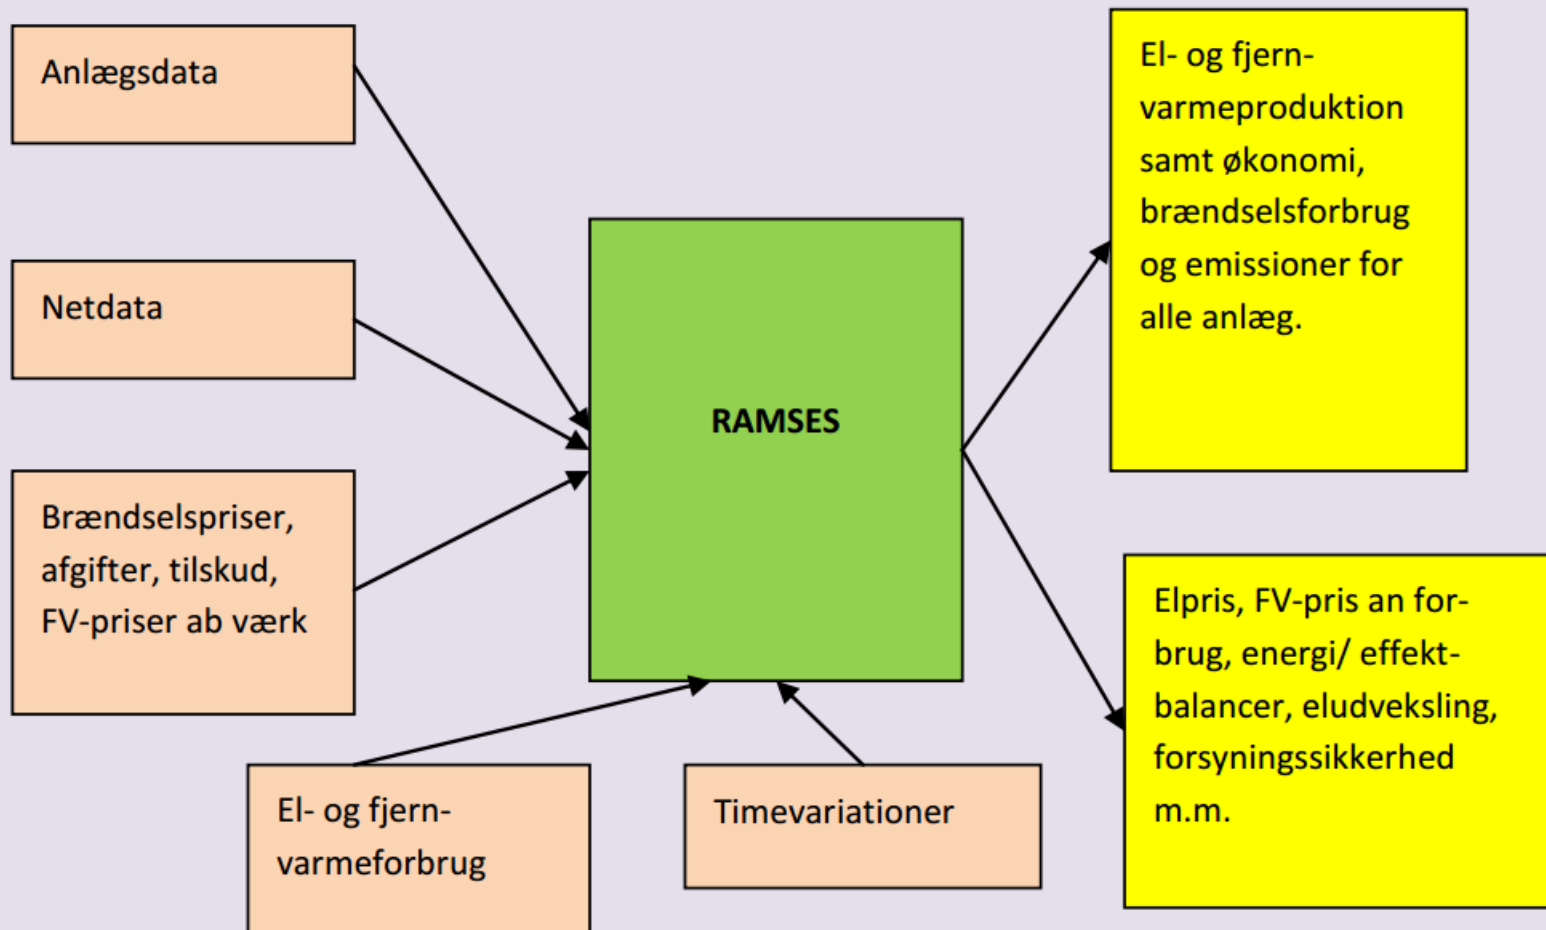 Anlægsdata
Netdata
Brændselspriser,
afgifter, tilskud,
FV-priser ab værk
El- og fjern-
varmeforbrug
Timevariationer
RAMSES
El- og fjern-
varmeproduktion
samt økonomi,
brændselsforbrug
og emissioner for
alle anlæg.
Elpris, FV-pris an for-
brug, energi/ effekt-
balancer, eludveksling,
forsyningssikkerhed
m.m.